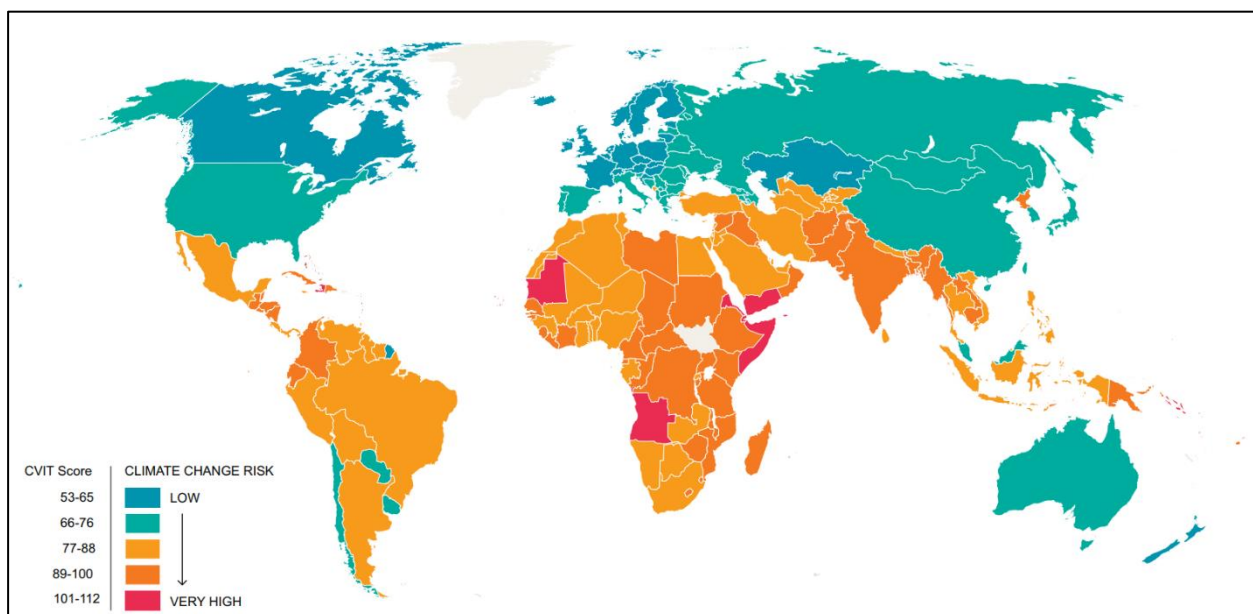 CVIT Score CLIMATE CHANGE RISK
53-65 LOW
66-76
77-88
89-100
101-112 VERY HIGH